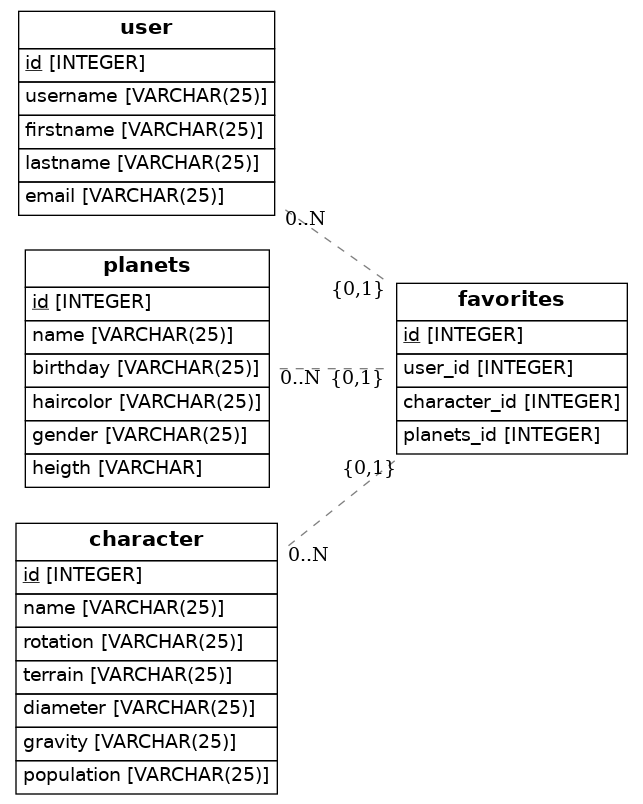 user
id [INTEGER]
username [VARCHAR(25)]
firstname [VARCHAR(25)]
lastname [VARCHAR(25)]
email [VARCHAR(25)]
0..N
{0,1}
planets
id [INTEGER]
name [VARCHAR(25)]
birthday [VARCHAR(25)]
haircolor [VARCHAR(25)]
gender [VARCHAR(25)]
heigth [VARCHAR]
0..N {0,1}
favorites
id [INTEGER]
user_id [INTEGER]
character_id [INTEGER]
planets_id [INTEGER]
{0,1}
0..N
character
id [INTEGER]
name [VARCHAR(25)]
rotation [VARCHAR(25)]
terrain [VARCHAR(25)]
diameter [VARCHAR(25)]
gravity [VARCHAR(25)]
population [VARCHAR(25)]